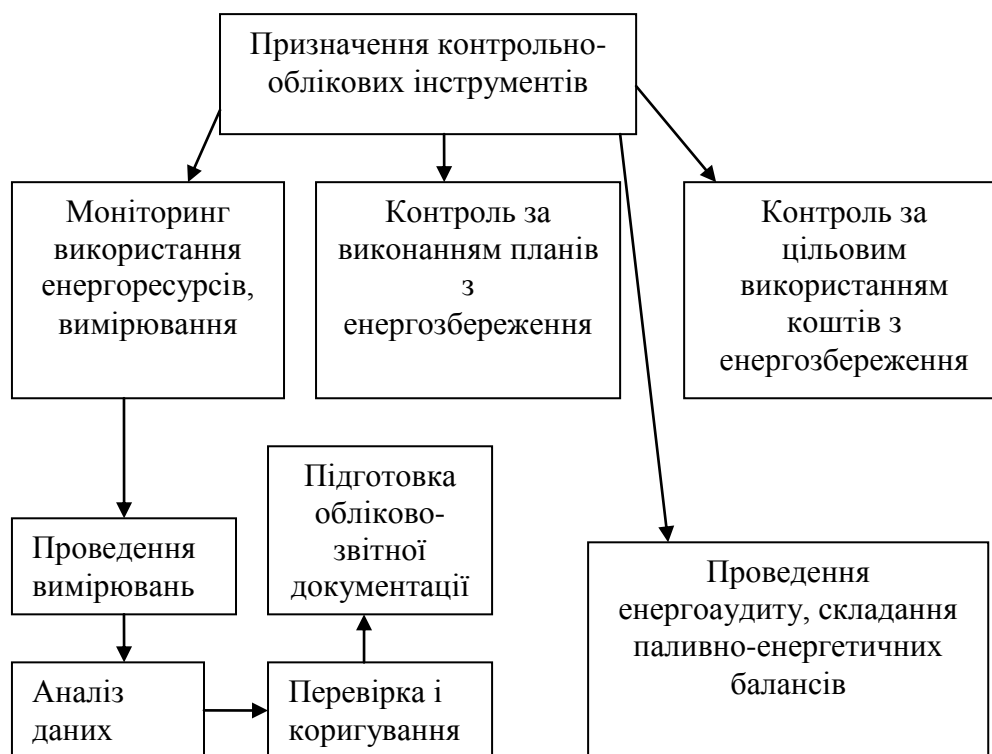 Призначення контрольно-
облікових інструментів
Моніторинг
використання
енергоресурсів,
вимірювання
Контроль за
виконанням планів
з
енергозбереження
Контроль за
цільовим
використанням
коштів з
енергозбереження
Проведення
вимірювань
Підготовка
обліково-
звітної
документації
Проведення
енергоаудиту, складання
паливно-енергетичних
балансів
Аналіз
даних
Перевірка і
коригування